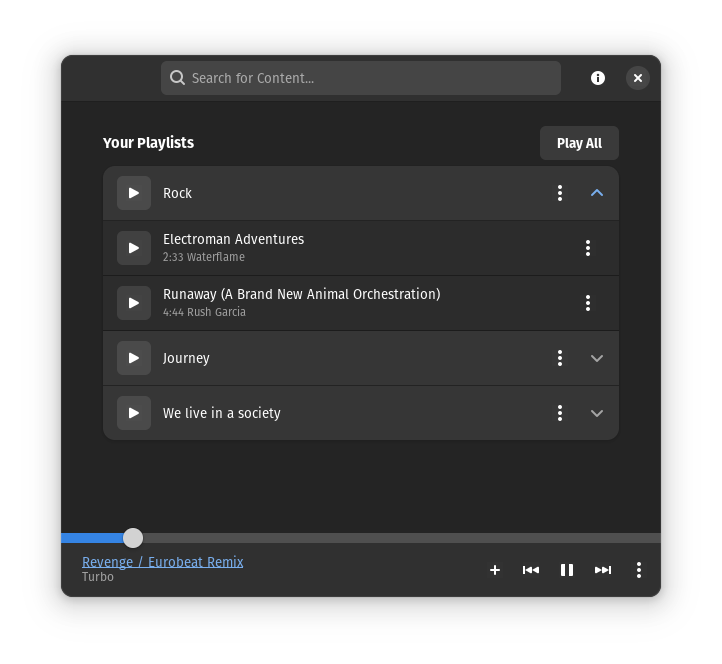 Search for Content...
Your Playlists
Play All
Rock
Electroman Adventures
2:33 Waterflame
Runaway (A Brand New Animal Orchestration)
4:44 Rush Garcia
Journey
We live in a society
Revenge / Eurobeat Remix
Turbo